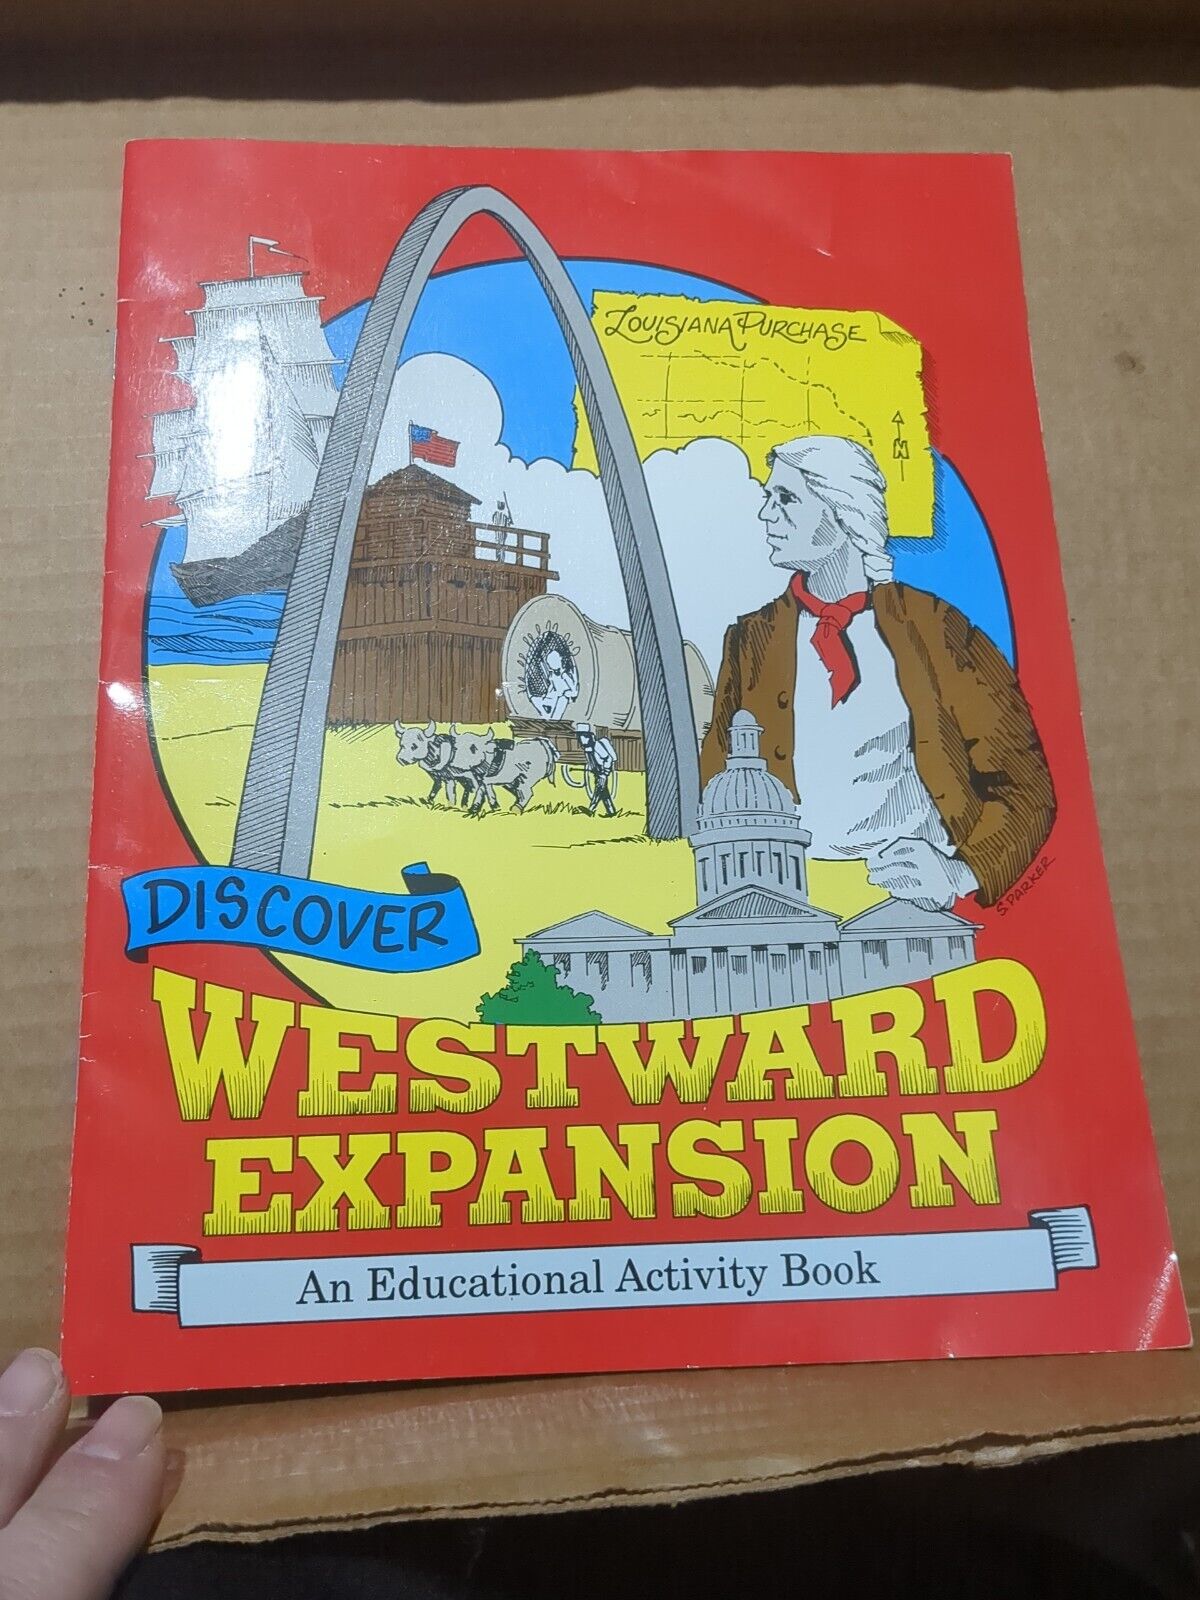 Louisiana Purchase
N
S. PARKER
DISCOVER
WESTWARD
EXPANSION
An Educational Activity Book